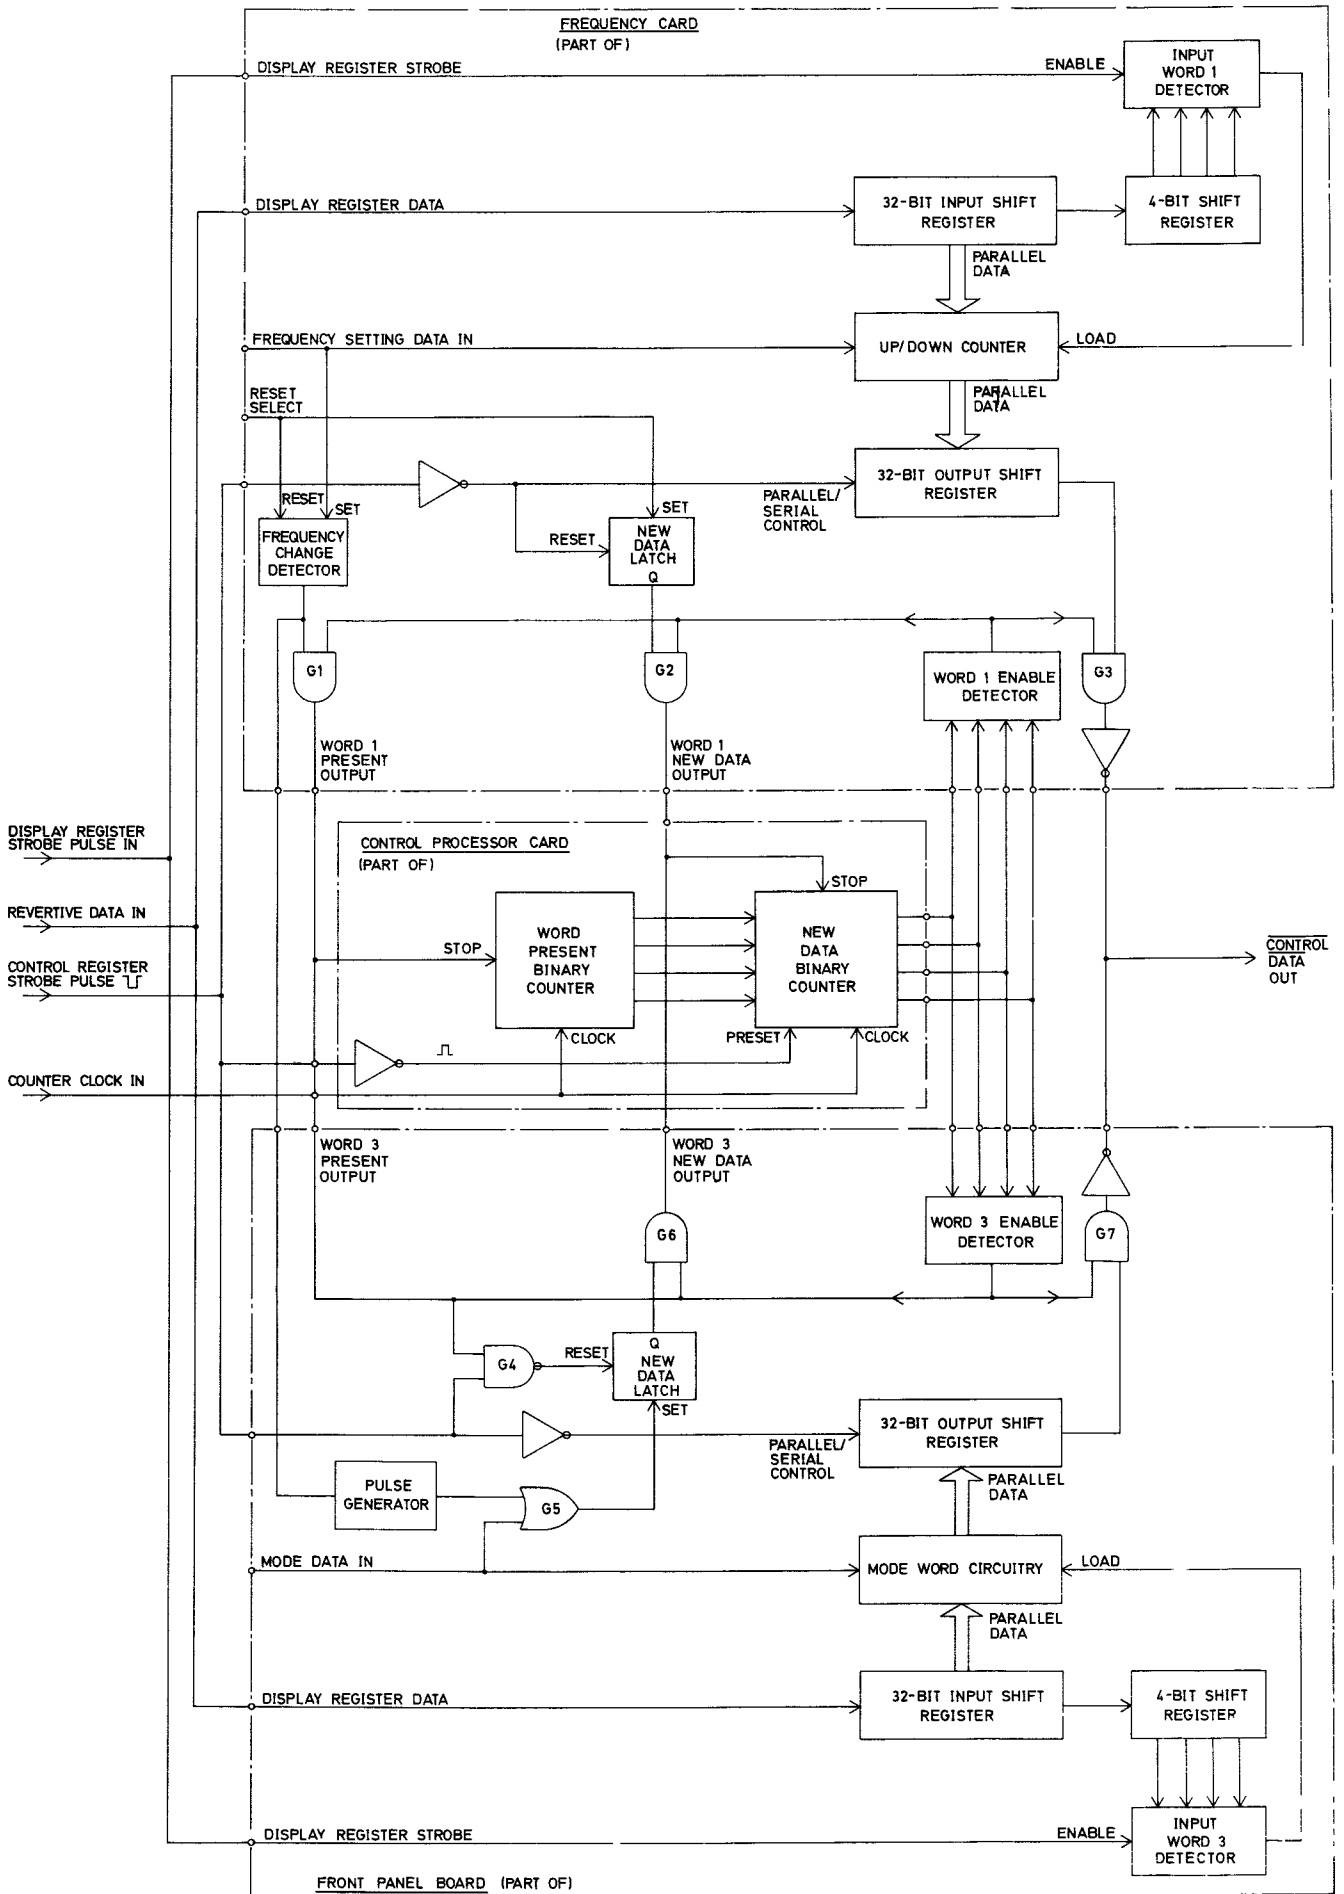 FREQUENCY CARD
(PART OF)
DISPLAY REGISTER STROBE
ENABLE
INPUT
WORD 1
DETECTOR
DISPLAY REGISTER DATA
32-BIT INPUT SHIFT
REGISTER
4-BIT SHIFT
REGISTER
PARALLEL
DATA
FREQUENCY SETTING DATA IN
UP/DOWN COUNTER
LOAD
RESET
SELECT
PARALLEL
DATA
32-BIT OUTPUT SHIFT
REGISTER
RESET
SET
PARALLEL/
SERIAL
CONTROL
SET
FREQUENCY
CHANGE
DETECTOR
RESET
NEW
DATA
LATCH
Q
G1
G2
WORD 1 ENABLE
DETECTOR
G3
WORD 1
PRESENT
OUTPUT
WORD 1
NEW DATA
OUTPUT
DISPLAY REGISTER
STROBE PULSE IN
CONTROL PROCESSOR CARD
(PART OF)
STOP
REVERTIVE DATA IN
STOP
WORD
PRESENT
BINARY
COUNTER
NEW
DATA
BINARY
COUNTER
CONTROL
DATA
OUT
CONTROL REGISTER
STROBE PULSE
CLOCK
PRESET
CLOCK
COUNTER CLOCK IN
WORD 3
PRESENT
OUTPUT
WORD 3
NEW DATA
OUTPUT
G6
WORD 3 ENABLE
DETECTOR
G7
G4
RESET
Q
NEW
DATA
LATCH
SET
32-BIT OUTPUT SHIFT
REGISTER
PARALLEL/
SERIAL
CONTROL
PULSE
GENERATOR
G5
PARALLEL
DATA
MODE DATA IN
MODE WORD CIRCUITRY
LOAD
PARALLEL
DATA
DISPLAY REGISTER DATA
32-BIT INPUT SHIFT
REGISTER
4-BIT SHIFT
REGISTER
DISPLAY REGISTER STROBE
ENABLE
INPUT
WORD 3
DETECTOR
FRONT PANEL BOARD (PART OF)